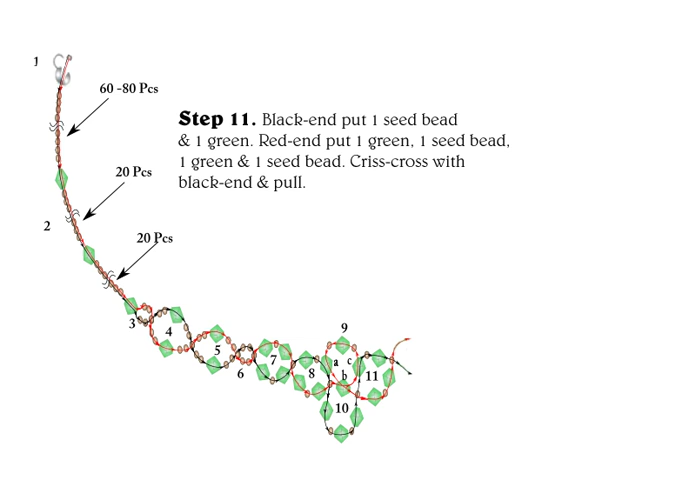 1
60 -80 Pcs
Step 11. Black-end put 1 seed bead
& 1 green. Red-end put 1 green, 1 seed bead,
1 green & 1 seed bead. Criss-cross with
black-end & pull.
20 Pcs
2
20 Pcs
3
4
5
6
7
8
9
a c
b
10
11